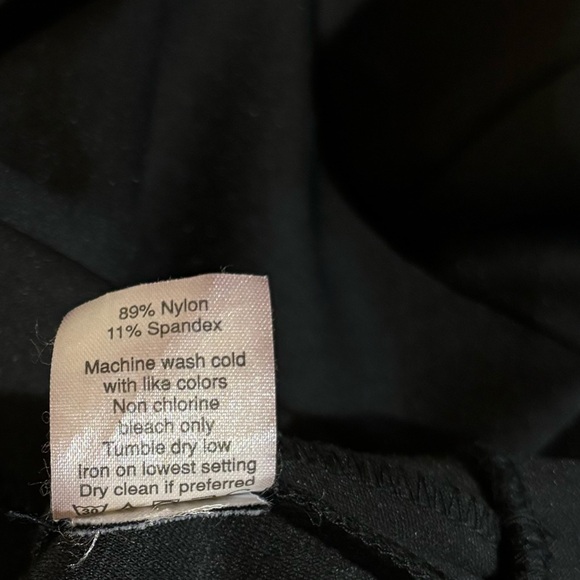 89% Nylon
11% Spandex
Machine wash cold
with like colors
Non chlorine
bleach only
Tumble dry low
Iron on lowest setting
Dry clean if preferred
30